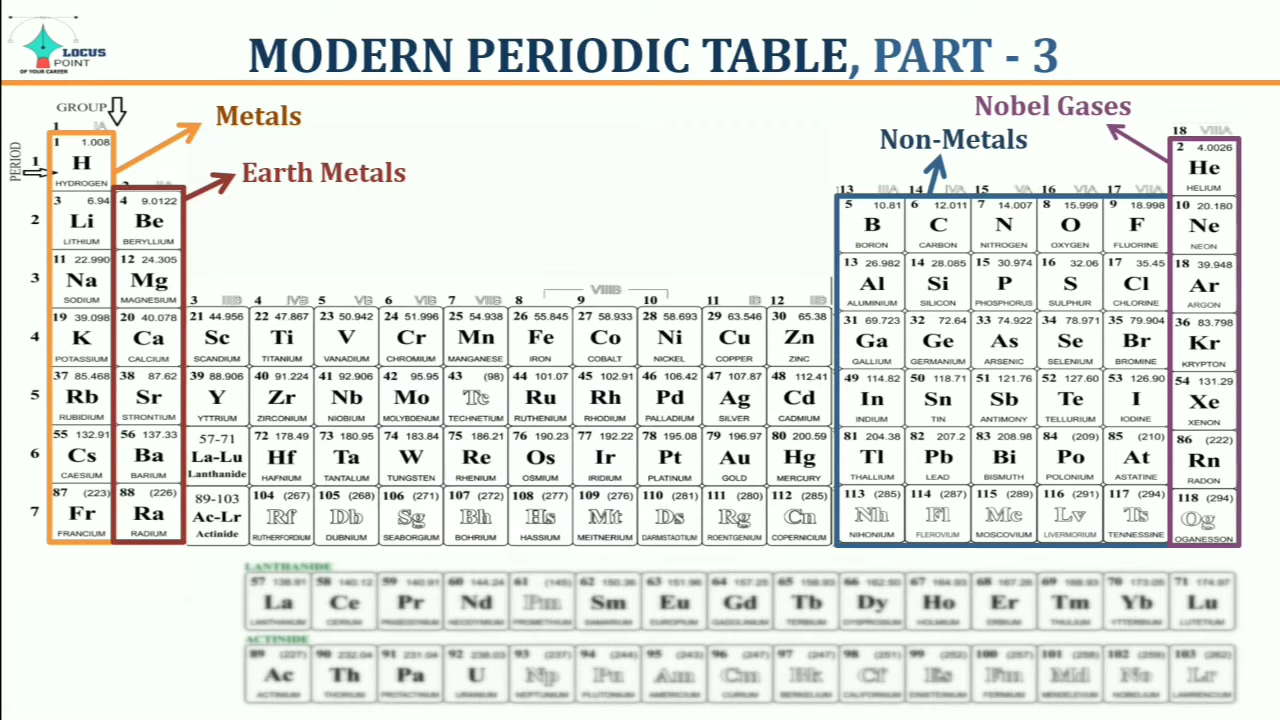 LOCUS
POINT
OF YOUR CAREER
MODERN PERIODIC TABLE, PART - 3
GROUP
PERIOD
Metals
Earth Metals
Non-Metals
Nobel Gases
1 IA
18 VIIIA
1 1.008 2 4.0026
1 H He
HYDROGEN HELIUM
13 IIIA 14 IVA 15 VA 16 VIA 17 VIIA
3 6.94 4 9.0122 5 10.81 6 12.011 7 14.007 8 15.999 9 18.998 10 20.180
2 Li Be B C N O F Ne
LITHIUM BERYLLIUM BORON CARBON NITROGEN OXYGEN FLUORINE NEON
11 22.990 12 24.305 13 26.982 14 28.085 15 30.974 16 32.06 17 35.45 18 39.948
3 Na Mg Al Si P S Cl Ar
SODIUM MAGNESIUM ALUMINIUM SILICON PHOSPHORUS SULPHUR CHLORINE ARGON
3 IIIB 4 IVB 5 VB 6 VIB 7 VIIB 8 VIIIB 9 10 11 IB 12 IIB
19 39.098 20 40.078 21 44.956 22 47.867 23 50.942 24 51.996 25 54.938 26 55.845 27 58.933 28 58.693 29 63.546 30 65.38 31 69.723 32 72.64 33 74.922 34 78.971 35 79.904 36 83.798
4 K Ca Sc Ti V Cr Mn Fe Co Ni Cu Zn Ga Ge As Se Br Kr
POTASSIUM CALCIUM SCANDIUM TITANIUM VANADIUM CHROMIUM MANGANESE IRON COBALT NICKEL COPPER ZINC GALLIUM GERMANIUM ARSENIC SELENIUM BROMINE KRYPTON
37 85.468 38 87.62 39 88.906 40 91.224 41 92.906 42 95.95 43 (98) 44 101.07 45 102.91 46 106.42 47 107.87 48 112.41 49 114.82 50 118.71 51 121.76 52 127.60 53 126.90 54 131.29
5 Rb Sr Y Zr Nb Mo Tc Ru Rh Pd Ag Cd In Sn Sb Te I Xe
RUBIDIUM STRONTIUM YTTRIUM ZIRCONIUM NIOBIUM MOLYBDENUM TECHNETIUM RUTHENIUM RHODIUM PALLADIUM SILVER CADMIUM INDIUM TIN ANTIMONY TELLURIUM IODINE XENON
55 132.91 56 137.33 57-71 72 178.49 73 180.95 74 183.84 75 186.21 76 190.23 77 192.22 78 195.08 79 196.97 80 200.59 81 204.38 82 207.2 83 208.98 84 (209) 85 (210) 86 (222)
6 Cs Ba La-Lu Hf Ta W Re Os Ir Pt Au Hg Tl Pb Bi Po At Rn
CAESIUM BARIUM Lanthanide HAFNIUM TANTALUM TUNGSTEN RHENIUM OSMIUM IRIDIUM PLATINUM GOLD MERCURY THALLIUM LEAD BISMUTH POLONIUM ASTATINE RADON
87 (223) 88 (226) 89-103 104 (267) 105 (268) 106 (271) 107 (272) 108 (277) 109 (276) 110 (281) 111 (280) 112 (285) 113 (285) 114 (287) 115 (289) 116 (291) 117 (294) 118 (294)
7 Fr Ra Ac-Lr Rf Db Sg Bh Hs Mt Ds Rg Cn Nh Fl Mc Lv Ts Og
FRANCIUM RADIUM Actinide RUTHERFORDIUM DUBNIUM SEABORGIUM BOHRIUM HASSIUM MEITNERIUM DARMSTADTIUM ROENTGENIUM COPERNICIUM NIHONIUM FLEROVIUM MOSCOVIUM LIVERMORIUM TENNESSINE OGANESSON
LANTHANIDE
57 58 59 60 61 62 63 64 65 66 67 68 69 70 71
La Ce Pr Nd Pm Sm Eu Gd Tb Dy Ho Er Tm Yb Lu
ACTINIDE
89 90 91 92 93 94 95 96 97 98 99 100 101 102 103
Ac Th Pa U Np Pu Am Cm Bk Cf Es Fm Md No Lr